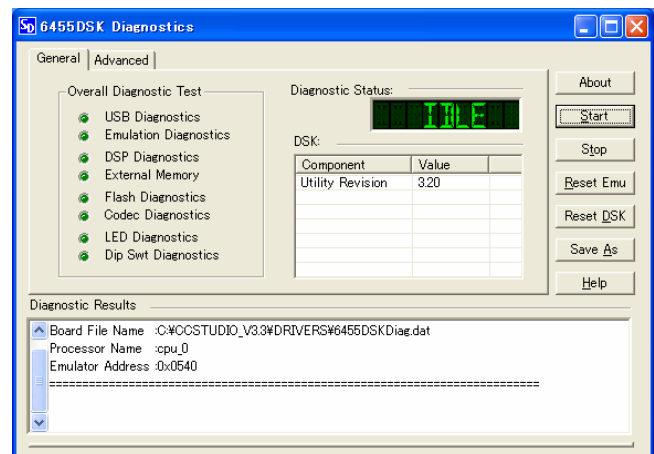 SD 6455DSK Diagnostics
General Advanced
Overall Diagnostic Test
USB Diagnostics
Emulation Diagnostics
DSP Diagnostics
External Memory
Flash Diagnostics
Codec Diagnostics
LED Diagnostics
Dip Swt Diagnostics
Diagnostic Status:
IDLE
DSK:
Component Value
Utility Revision 3.20
About
Start
Stop
Reset Emu
Reset DSK
Save As
Help
Diagnostic Results
Board File Name :C:¥CCSTUDIO_V3.3¥DRIVERS¥6455DSKDiag.dat
Processor Name :cpu_0
Emulator Address :0x0540
==========================================================================